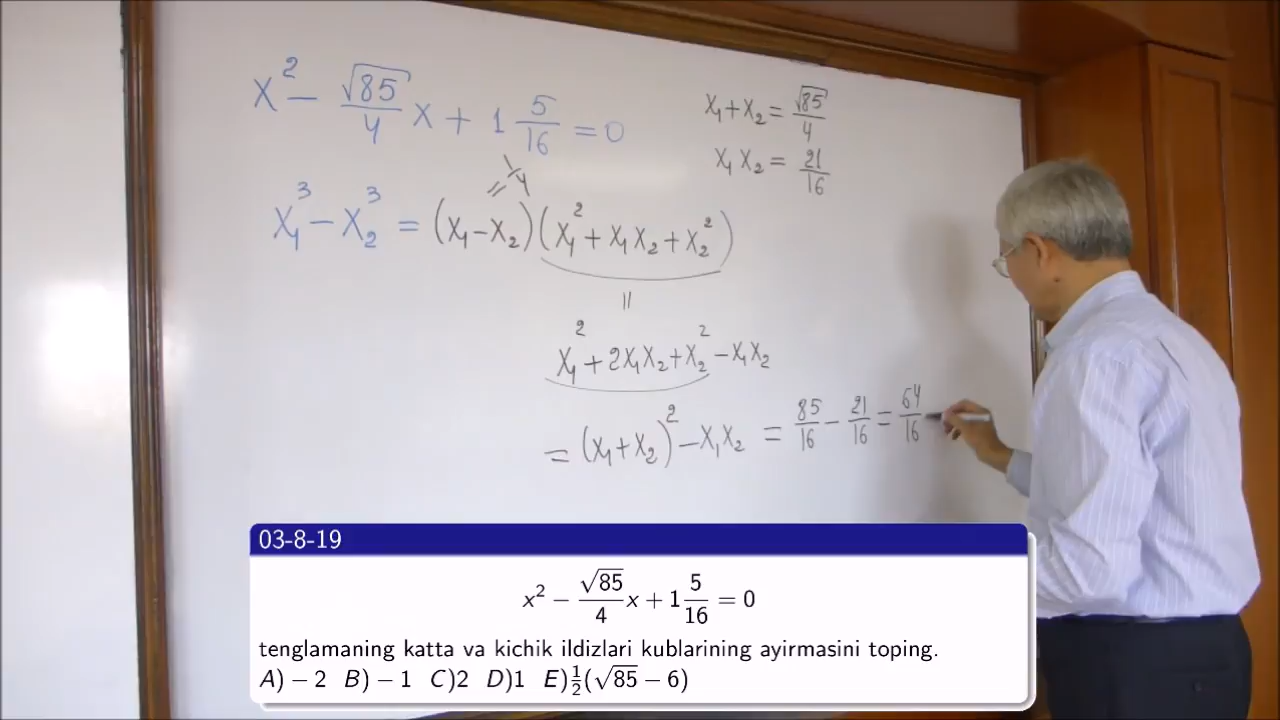 x² − √85/4 x + 1 5/16 = 0
x₁ + x₂ = √85/4
x₁ x₂ = 21/16
= 1/4
x₁³ − x₂³ = (x₁ − x₂)(x₁² + x₁x₂ + x₂²)
=
x₁² + 2x₁x₂ + x₂² − x₁x₂
= (x₁ + x₂)² − x₁x₂ = 85/16 − 21/16 = 64/16
03-8-19
x² − √85/4 x + 1 5/16 = 0
tenglamaning katta va kichik ildizlari kublarining ayirmasini toping.
A) − 2 B) − 1 C)2 D)1 E)1/2(√85 − 6)